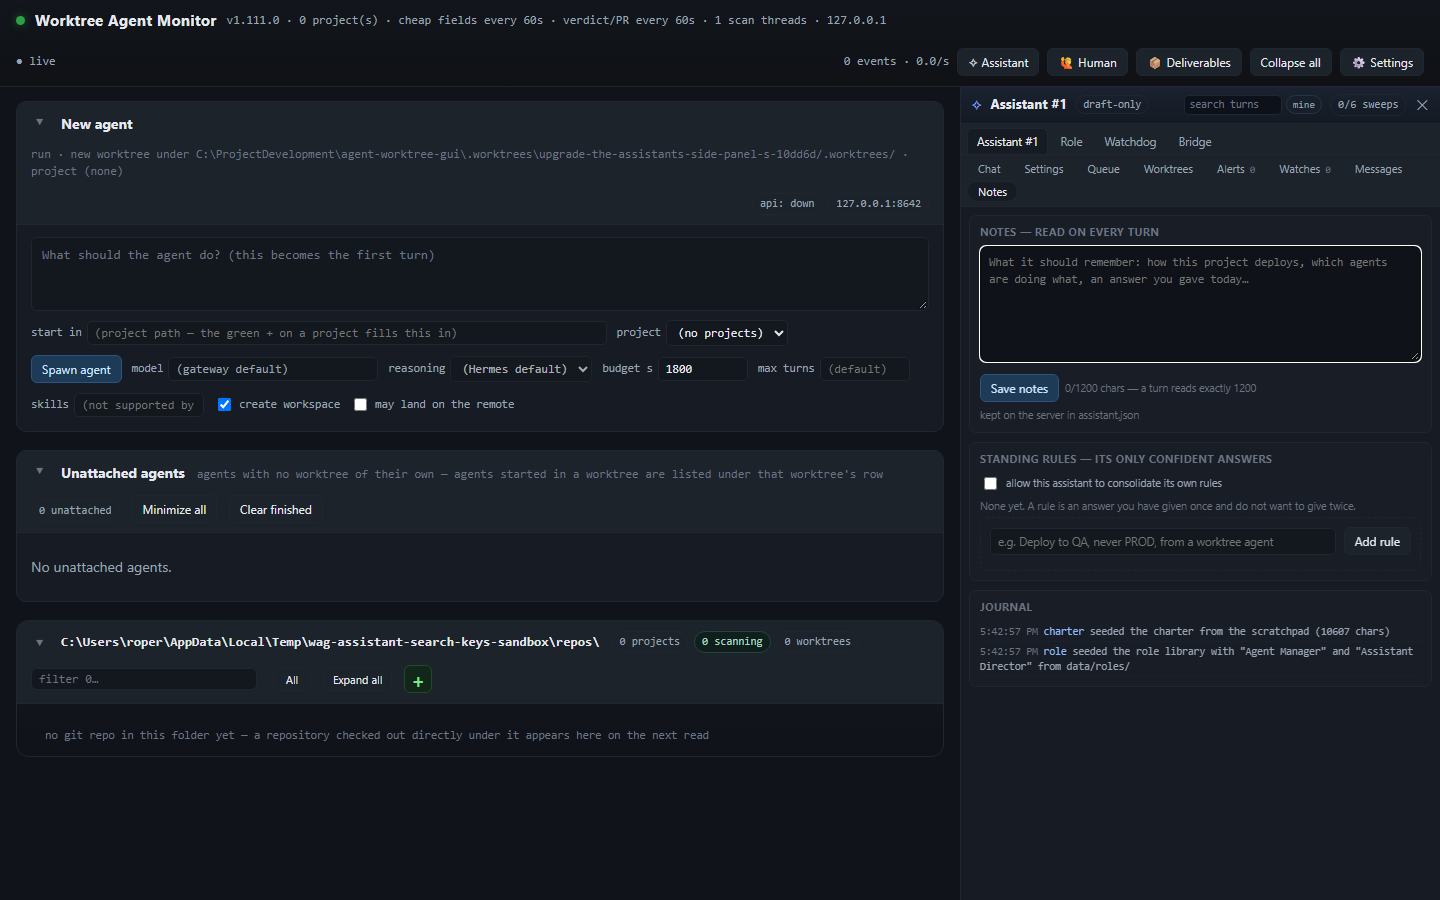 Worktree Agent Monitor v1.111.0 · 0 project(s) · cheap fields every 60s · verdict/PR every 60s · 1 scan threads · 127.0.0.1
live
0 events · 0.0/s
Assistant
Human
Deliverables
Collapse all
Settings
New agent
run · new worktree under C:\ProjectDevelopment\agent-worktree-gui\.worktrees\upgrade-the-assistants-side-panel-s-10dd6d/.worktrees/ ·
project (none)
api: down 127.0.0.1:8642
What should the agent do? (this becomes the first turn)
start in (project path — the green + on a project fills this in) project (no projects)
Spawn agent model (gateway default) reasoning (Hermes default) budget s 1800 max turns (default)
skills (not supported by create workspace may land on the remote
Unattached agents agents with no worktree of their own — agents started in a worktree are listed under that worktree's row
0 unattached Minimize all Clear finished
No unattached agents.
C:\Users\roper\AppData\Local\Temp\wag-assistant-search-keys-sandbox\repos\ 0 projects 0 scanning 0 worktrees
filter 0… All Expand all +
no git repo in this folder yet — a repository checked out directly under it appears here on the next read
Assistant #1 draft-only search turns mine 0/6 sweeps
Assistant #1 Role Watchdog Bridge
Chat Settings Queue Worktrees Alerts 0 Watches 0 Messages
Notes
NOTES — READ ON EVERY TURN
What it should remember: how this project deploys, which agents
are doing what, an answer you gave today…
Save notes 0/1200 chars — a turn reads exactly 1200
kept on the server in assistant.json
STANDING RULES — ITS ONLY CONFIDENT ANSWERS
allow this assistant to consolidate its own rules
None yet. A rule is an answer you have given once and do not want to give twice.
e.g. Deploy to QA, never PROD, from a worktree agent Add rule
JOURNAL
5:42:57 PM charter seeded the charter from the scratchpad (10607 chars)
5:42:57 PM role seeded the role library with "Agent Manager" and "Assistant
Director" from data/roles/